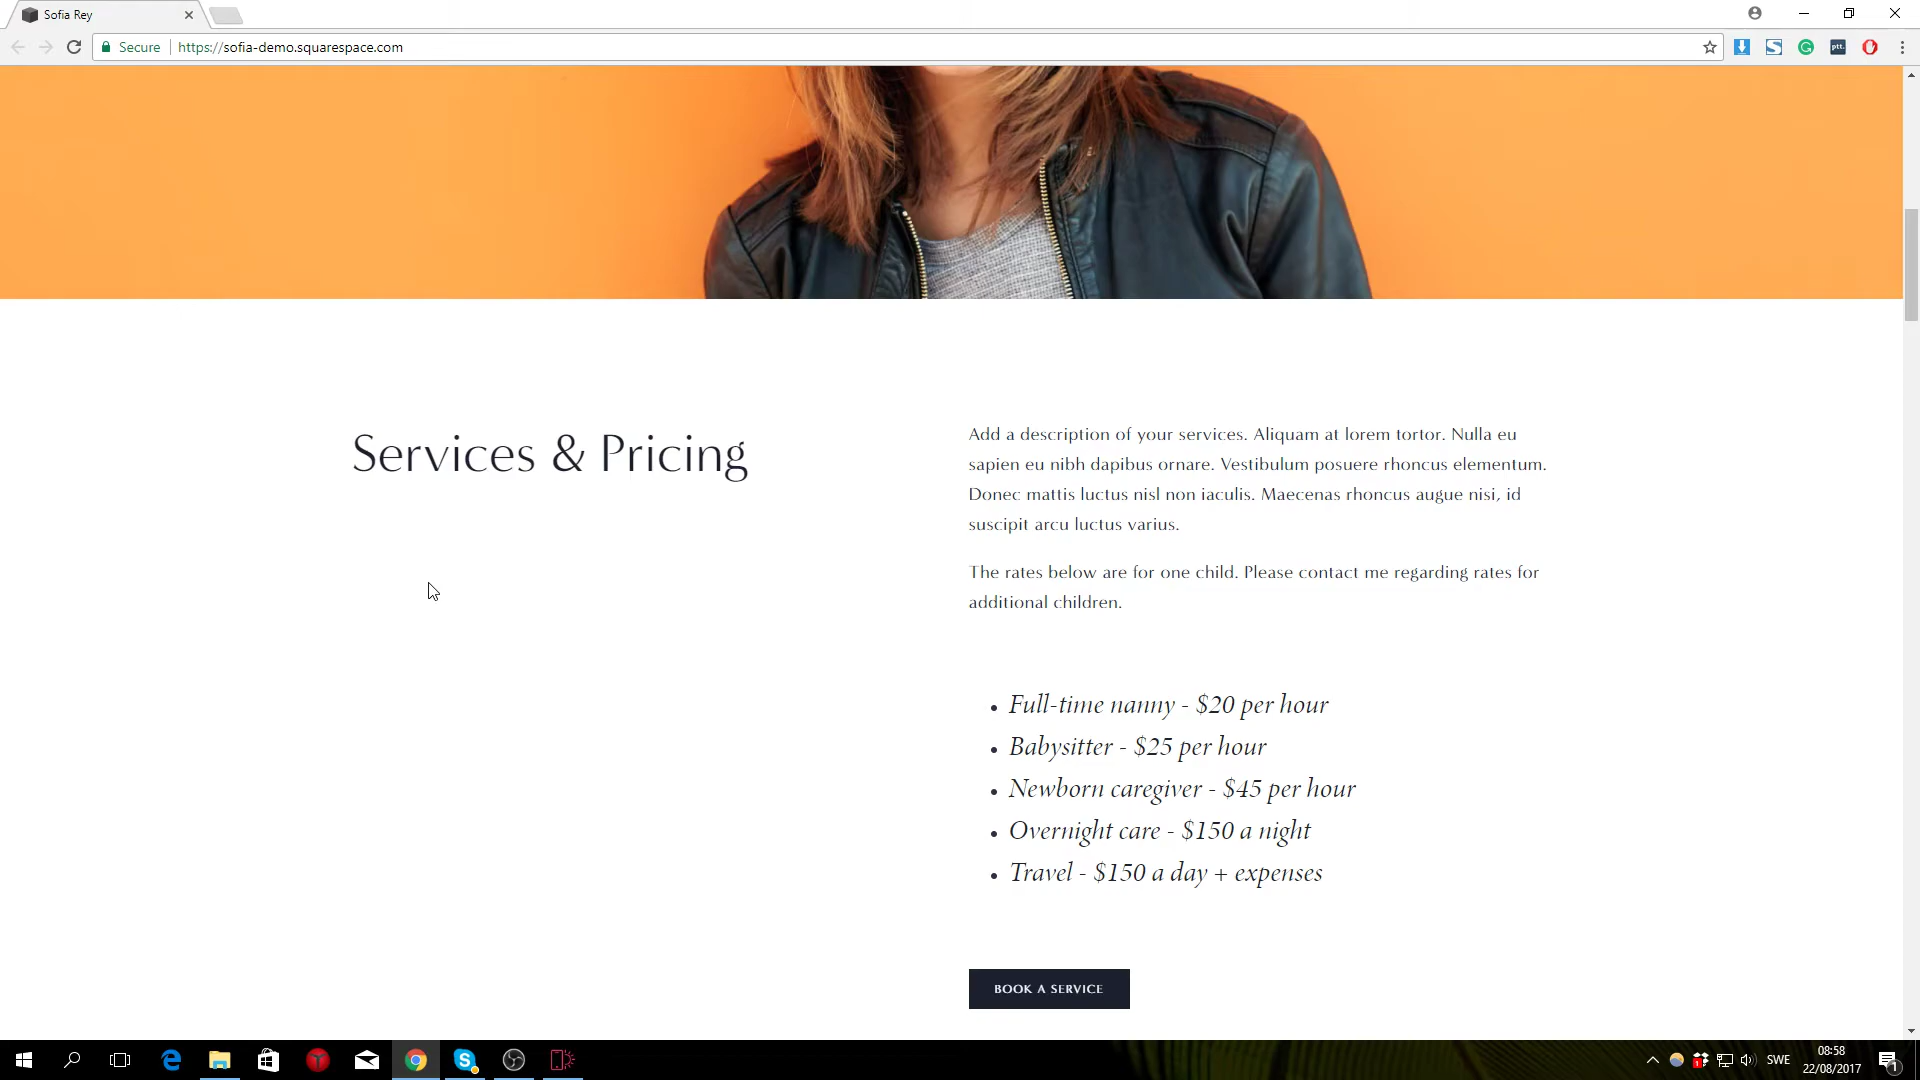 Sofia Rey
Secure https://sofia-demo.squarespace.com
ptt.
Services & Pricing
Add a description of your services. Aliquam at lorem tortor. Nulla eu
sapien eu nibh dapibus ornare. Vestibulum posuere rhoncus elementum.
Donec mattis luctus nisl non iaculis. Maecenas rhoncus augue nisi, id
suscipit arcu luctus varius.
The rates below are for one child. Please contact me regarding rates for
additional children.
• Full-time nanny - $20 per hour
• Babysitter - $25 per hour
• Newborn caregiver - $45 per hour
• Overnight care - $150 a night
• Travel - $150 a day + expenses
BOOK A SERVICE
SWE
08:58
22/08/2017
1